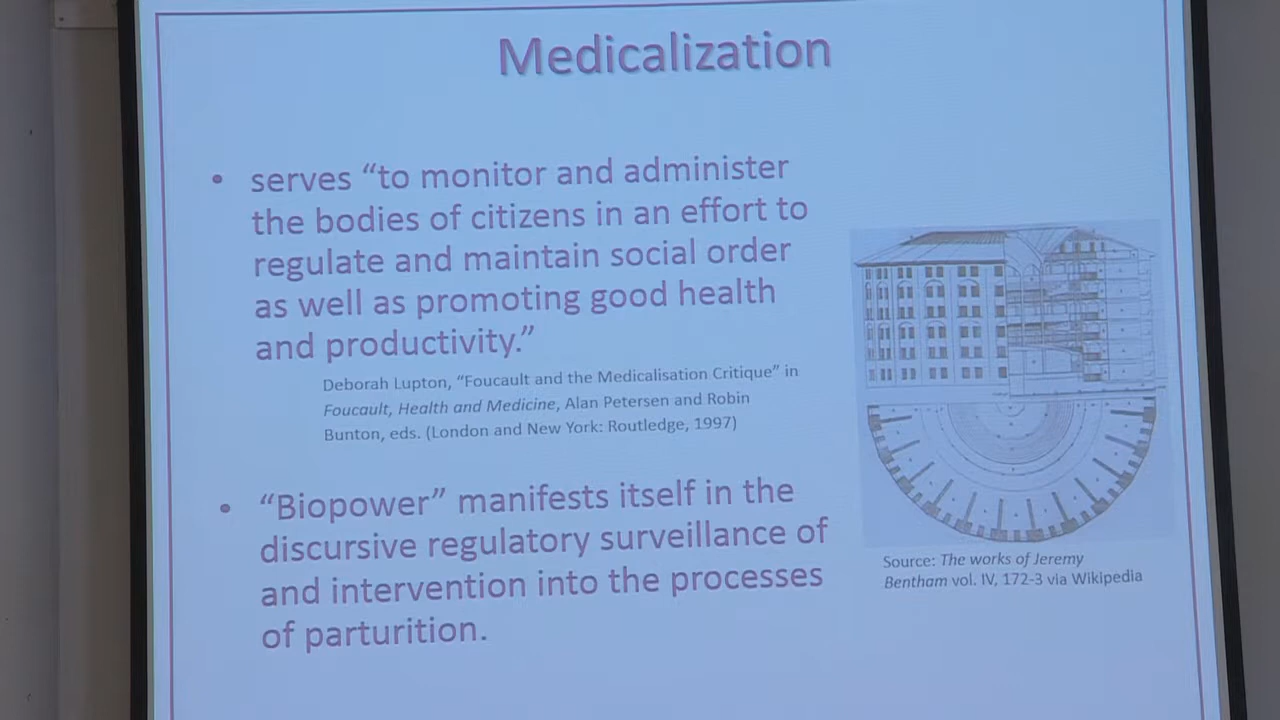 Medicalization
• serves “to monitor and administer
the bodies of citizens in an effort to
regulate and maintain social order
as well as promoting good health
and productivity.”
Deborah Lupton, “Foucault and the Medicalisation Critique” in
Foucault, Health and Medicine, Alan Petersen and Robin
Bunton, eds. (London and New York: Routledge, 1997)
• “Biopower” manifests itself in the
discursive regulatory surveillance of
and intervention into the processes
of parturition.
Source: The works of Jeremy
Bentham vol. IV, 172-3 via Wikipedia